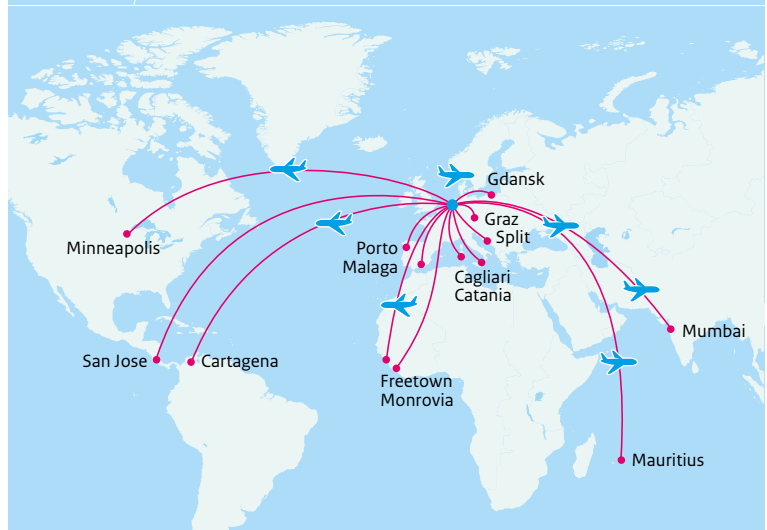 Gdansk
Graz
Split
Minneapolis
Porto
Malaga
Cagliari
Catania
Mumbai
San Jose
Cartagena
Freetown
Monrovia
Mauritius